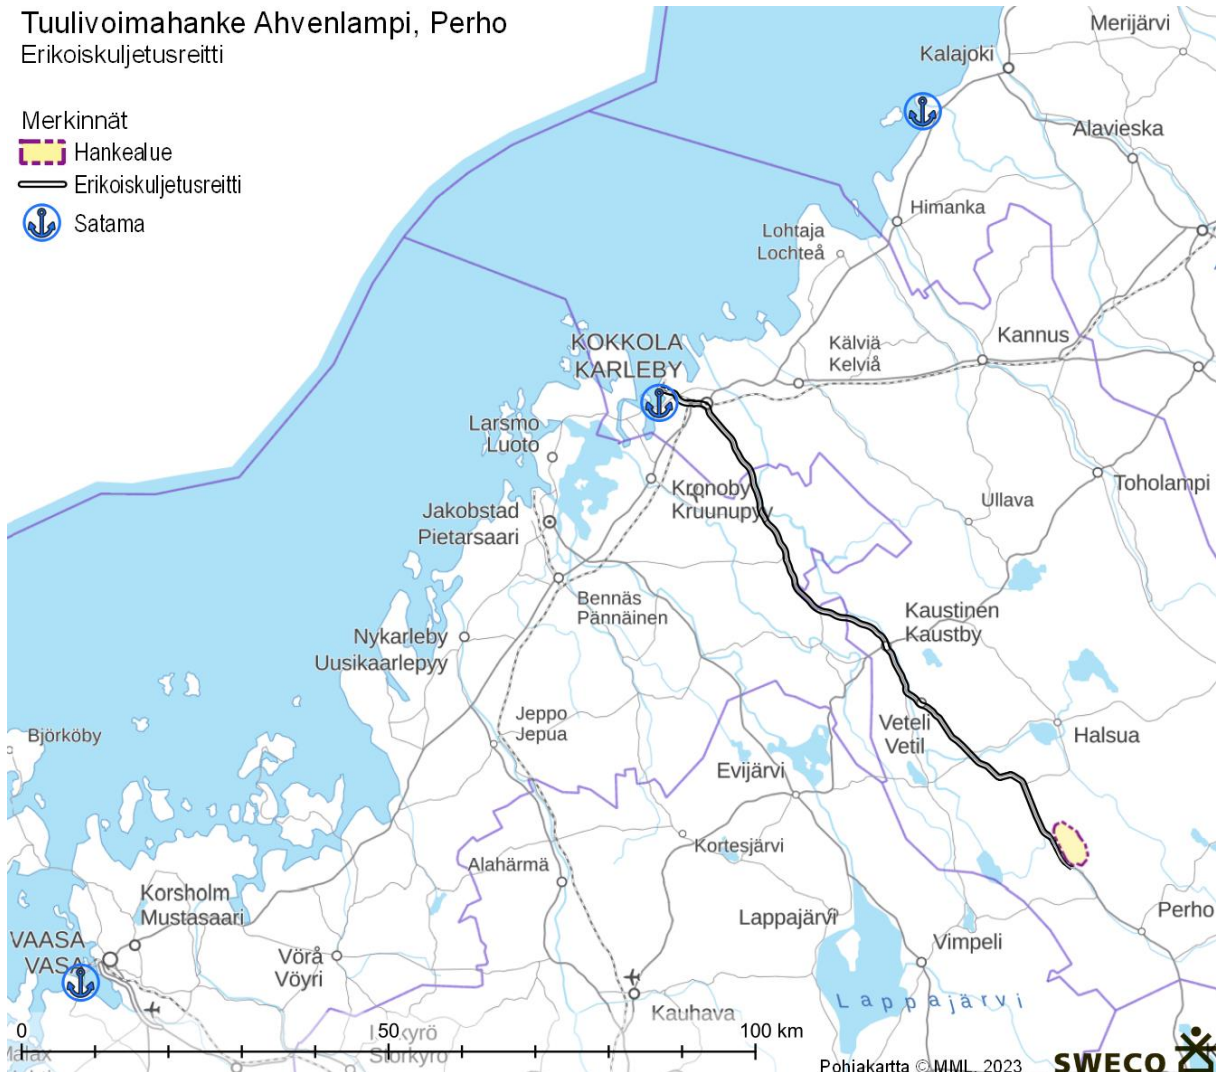 Tuulivoimahanke Ahvenlampi, Perho
Erikoiskuljetusreitti
Merkinnät
Hankealue
Erikoiskuljetusreitti
Satama
Merijärvi
Kalajoki
Alavieska
Himanka
Lohtaja
Lochteå
Kannus
Kälviä
Kelviå
KOKKOLA
KARLEBY
Larsmo
Luoto
Kronoby
Kruunupyy
Toholampi
Ullava
Jakobstad
Pietarsaari
Bennäs
Pännäinen
Kaustinen
Kaustby
Nykarleby
Uusikaarlepyy
Jeppo
Jepua
Veteli
Vetil
Halsua
Björköby
Evijärvi
Kortesjärvi
Alahärmä
Korsholm
Mustasaari
Lappajärvi
Perho
VAASA
VASA
Vörå
Vöyri
Vimpeli
Lappajärvi
Kauhava
0 50 100 km
Storkyro
Pohjakartta © MML, 2023
SWECO